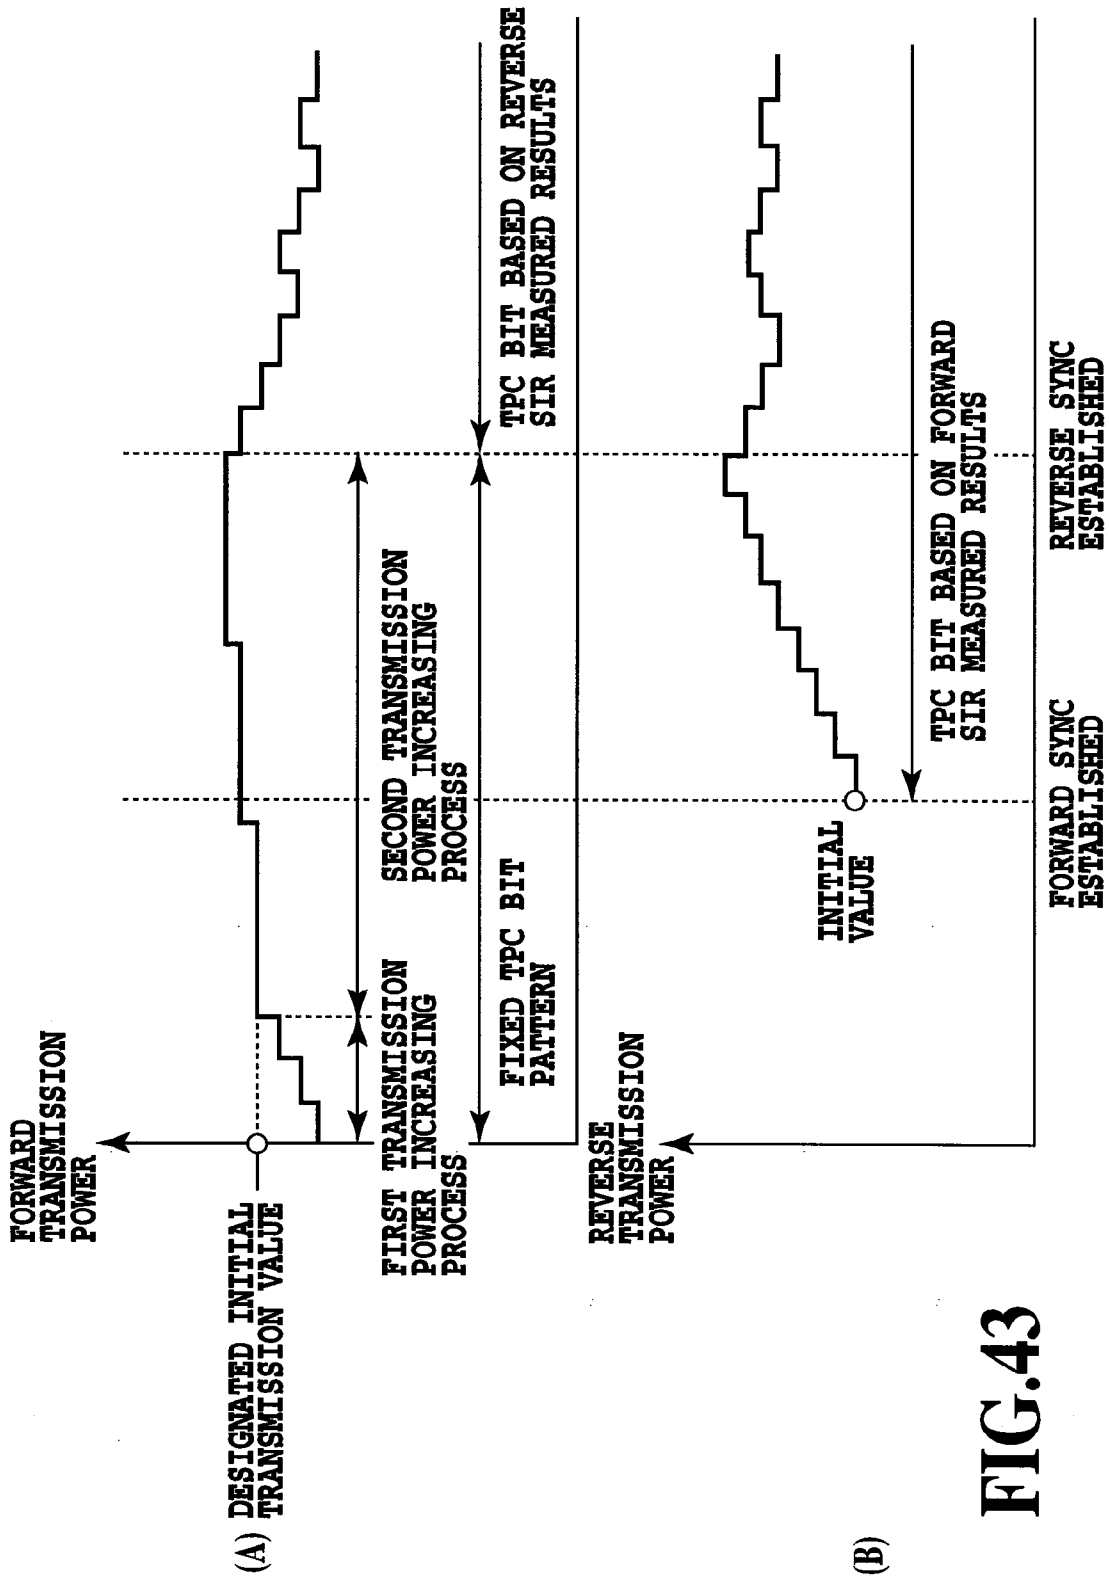 FORWARD
TRANSMISSION
POWER
(A) DESIGNATED INITIAL
TRANSMISSION VALUE
FIRST TRANSMISSION
POWER INCREASING
PROCESS
SECOND TRANSMISSION
POWER INCREASING
PROCESS
FIXED TPC BIT
PATTERN
TPC BIT BASED ON REVERSE
SIR MEASURED RESULTS
REVERSE
TRANSMISSION
POWER
(B)
INITIAL
VALUE
TPC BIT BASED ON FORWARD
SIR MEASURED RESULTS
FORWARD SYNC
ESTABLISHED
REVERSE SYNC
ESTABLISHED
FIG.43